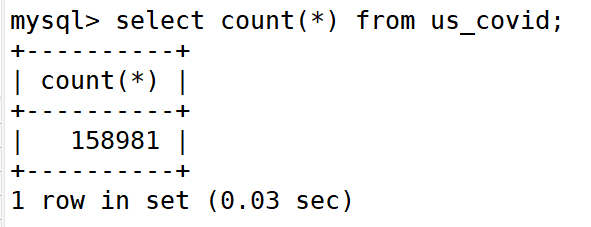 mysql> select count(*) from us_covid;
+----------+
| count(*) |
+----------+
|   158981 |
+----------+
1 row in set (0.03 sec)